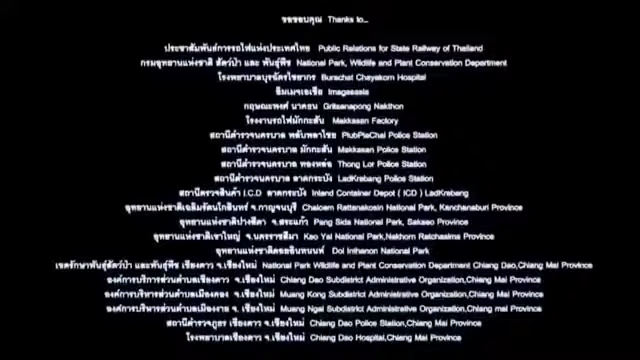 ขอขอบคุณ Thanks to...
ประชาสัมพันธ์การรถไฟแห่งประเทศไทย Public Relations for State Railway of Thailand
กรมอุทยานแห่งชาติ สัตว์ป่า และ พันธุ์พืช National Park, Wildlife and Plant Conservation Department
โรงพยาบาลบุรฉัตรไชยากร Burachat Chayakorn Hospital
อิมเมจเอเชีย Imageasia
กฤษณะพงศ์ นาคธน Gritsanapong Nakthon
โรงงานรถไฟมักกะสัน Makkasan Factory
สถานีตำรวจนครบาล พลับพลาไชย PlubPlaChai Police Station
สถานีตำรวจนครบาล มักกะสัน Makkasan Police Station
สถานีตำรวจนครบาล ทองหล่อ Thong Lor Police Station
สถานีตำรวจนครบาล ลาดกระบัง LadKrabang Police Station
สถานีตรวจสินค้า I.C.D ลาดกระบัง Inland Container Depot ( ICD ) LadKrabang
อุทยานแห่งชาติเฉลิมรัตนโกสินทร์ จ.กาญจนบุรี Chaloem Rattanakosin National Park, Kanchanaburi Province
อุทยานแห่งชาติปางสีดา จ.สระแก้ว Pang Sida National Park, Sakaeo Province
อุทยานแห่งชาติเขาใหญ่ จ.นครราชสีมา Kao Yai National Park,Nakhorn Ratchasima Province
อุทยานแห่งชาติดอยอินทนนท์ Doi Inthanon National Park
เขตรักษาพันธุ์สัตว์ป่า และพันธุ์พืช เชียงดาว จ.เชียงใหม่ National Park Wildlife and Plant Conservation Department Chiang Dao,Chiang Mai Province
องค์การบริการส่วนตำบลเชียงดาว จ.เชียงใหม่ Chiang Dao Subdistrict Administrative Organization,Chiang Mai Province
องค์การบริหารส่วนตำบลเมืองคอง จ.เชียงใหม่ Muang Kong Subdistrict Administrative Organization,Chiang Mai Province
องค์การบริหารส่วนตำบลเมืองงาย จ.เชียงใหม่ Muang Ngai Subdistrict Administrative Organization,Chiang mai Province
สถานีตำรวจภูธร เชียงดาว จ.เชียงใหม่ Chiang Dao Police Station,Chiang Mai Province
โรงพยาบาลเชียงดาว จ.เชียงใหม่ Chiang Dao Hospital,Chiang Mai Province